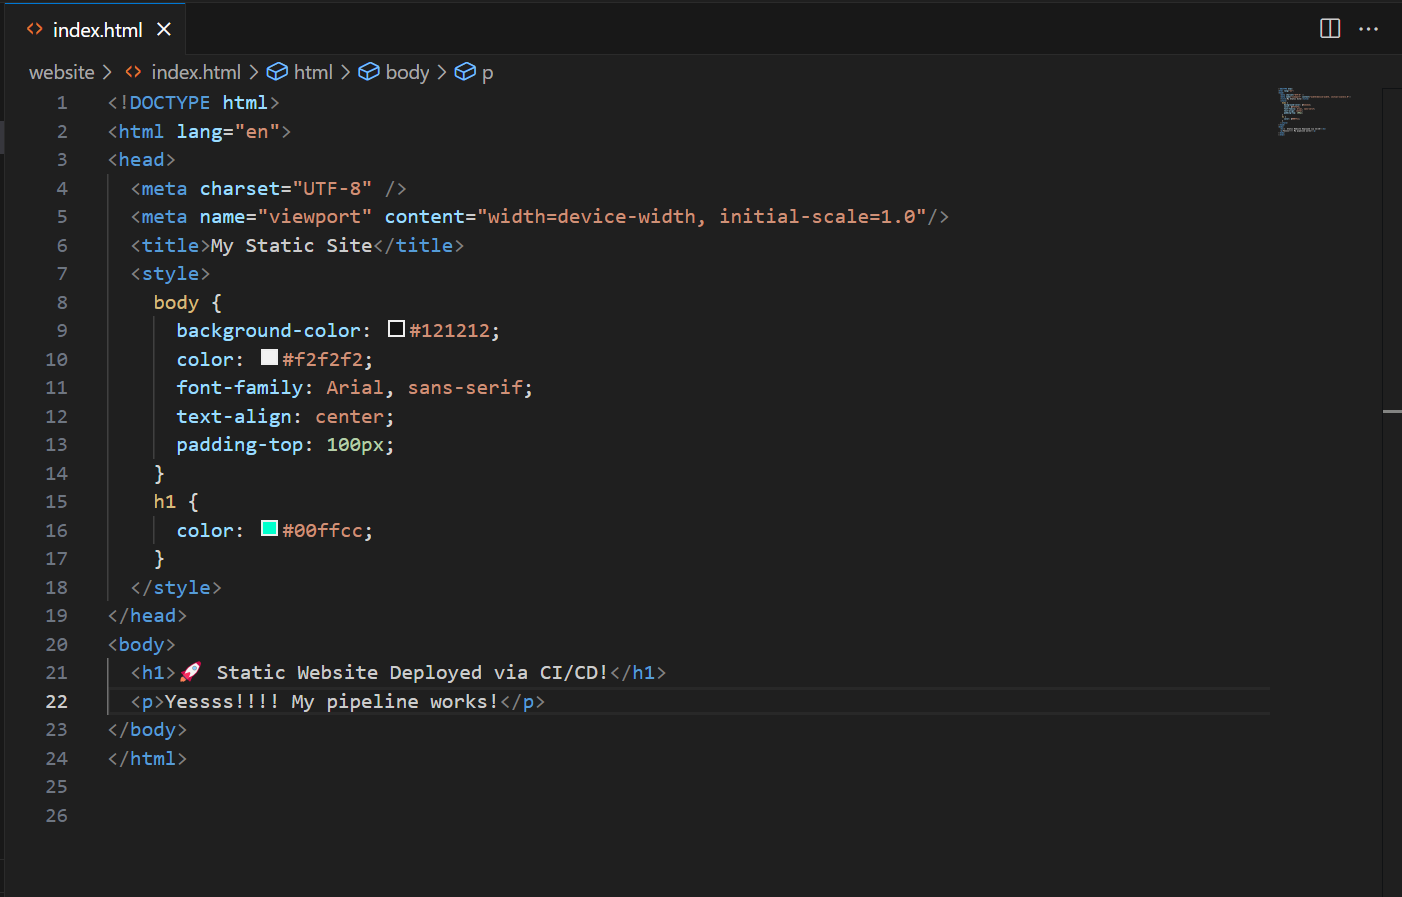 index.html
website > index.html > html > body > p
1 <!DOCTYPE html>
2 <html lang="en">
3 <head>
4   <meta charset="UTF-8" />
5   <meta name="viewport" content="width=device-width, initial-scale=1.0"/>
6   <title>My Static Site</title>
7   <style>
8     body {
9       background-color: #121212;
10       color: #f2f2f2;
11       font-family: Arial, sans-serif;
12       text-align: center;
13       padding-top: 100px;
14     }
15     h1 {
16       color: #00ffcc;
17     }
18   </style>
19 </head>
20 <body>
21   <h1>🚀 Static Website Deployed via CI/CD!</h1>
22   <p>Yessss!!!! My pipeline works!</p>
23 </body>
24 </html>
25
26